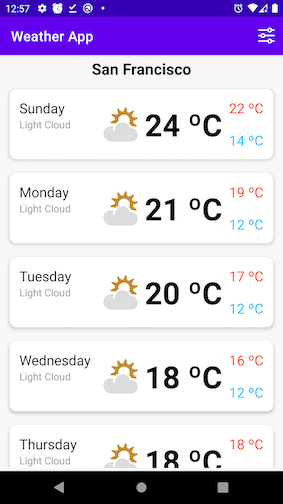 12:57
Weather App
San Francisco
Sunday
Light Cloud
24 ºC
22 ºC
14 ºC
Monday
Light Cloud
21 ºC
19 ºC
12 ºC
Tuesday
Light Cloud
20 ºC
17 ºC
12 ºC
Wednesday
Light Cloud
18 ºC
16 ºC
12 ºC
Thursday
Light Cloud
18 ºC
18 ºC